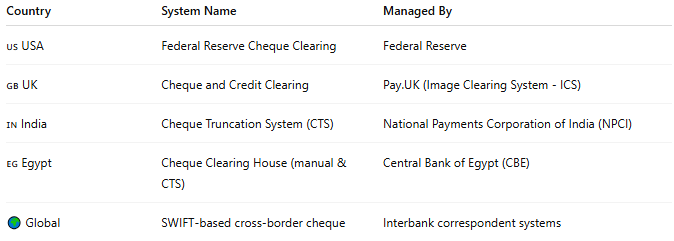 Country System Name Managed By
US USA Federal Reserve Cheque Clearing Federal Reserve
GB UK Cheque and Credit Clearing Pay.UK (Image Clearing System - ICS)
IN India Cheque Truncation System (CTS) National Payments Corporation of India (NPCI)
EG Egypt Cheque Clearing House (manual & Central Bank of Egypt (CBE)
CTS)
Global SWIFT-based cross-border cheque Interbank correspondent systems